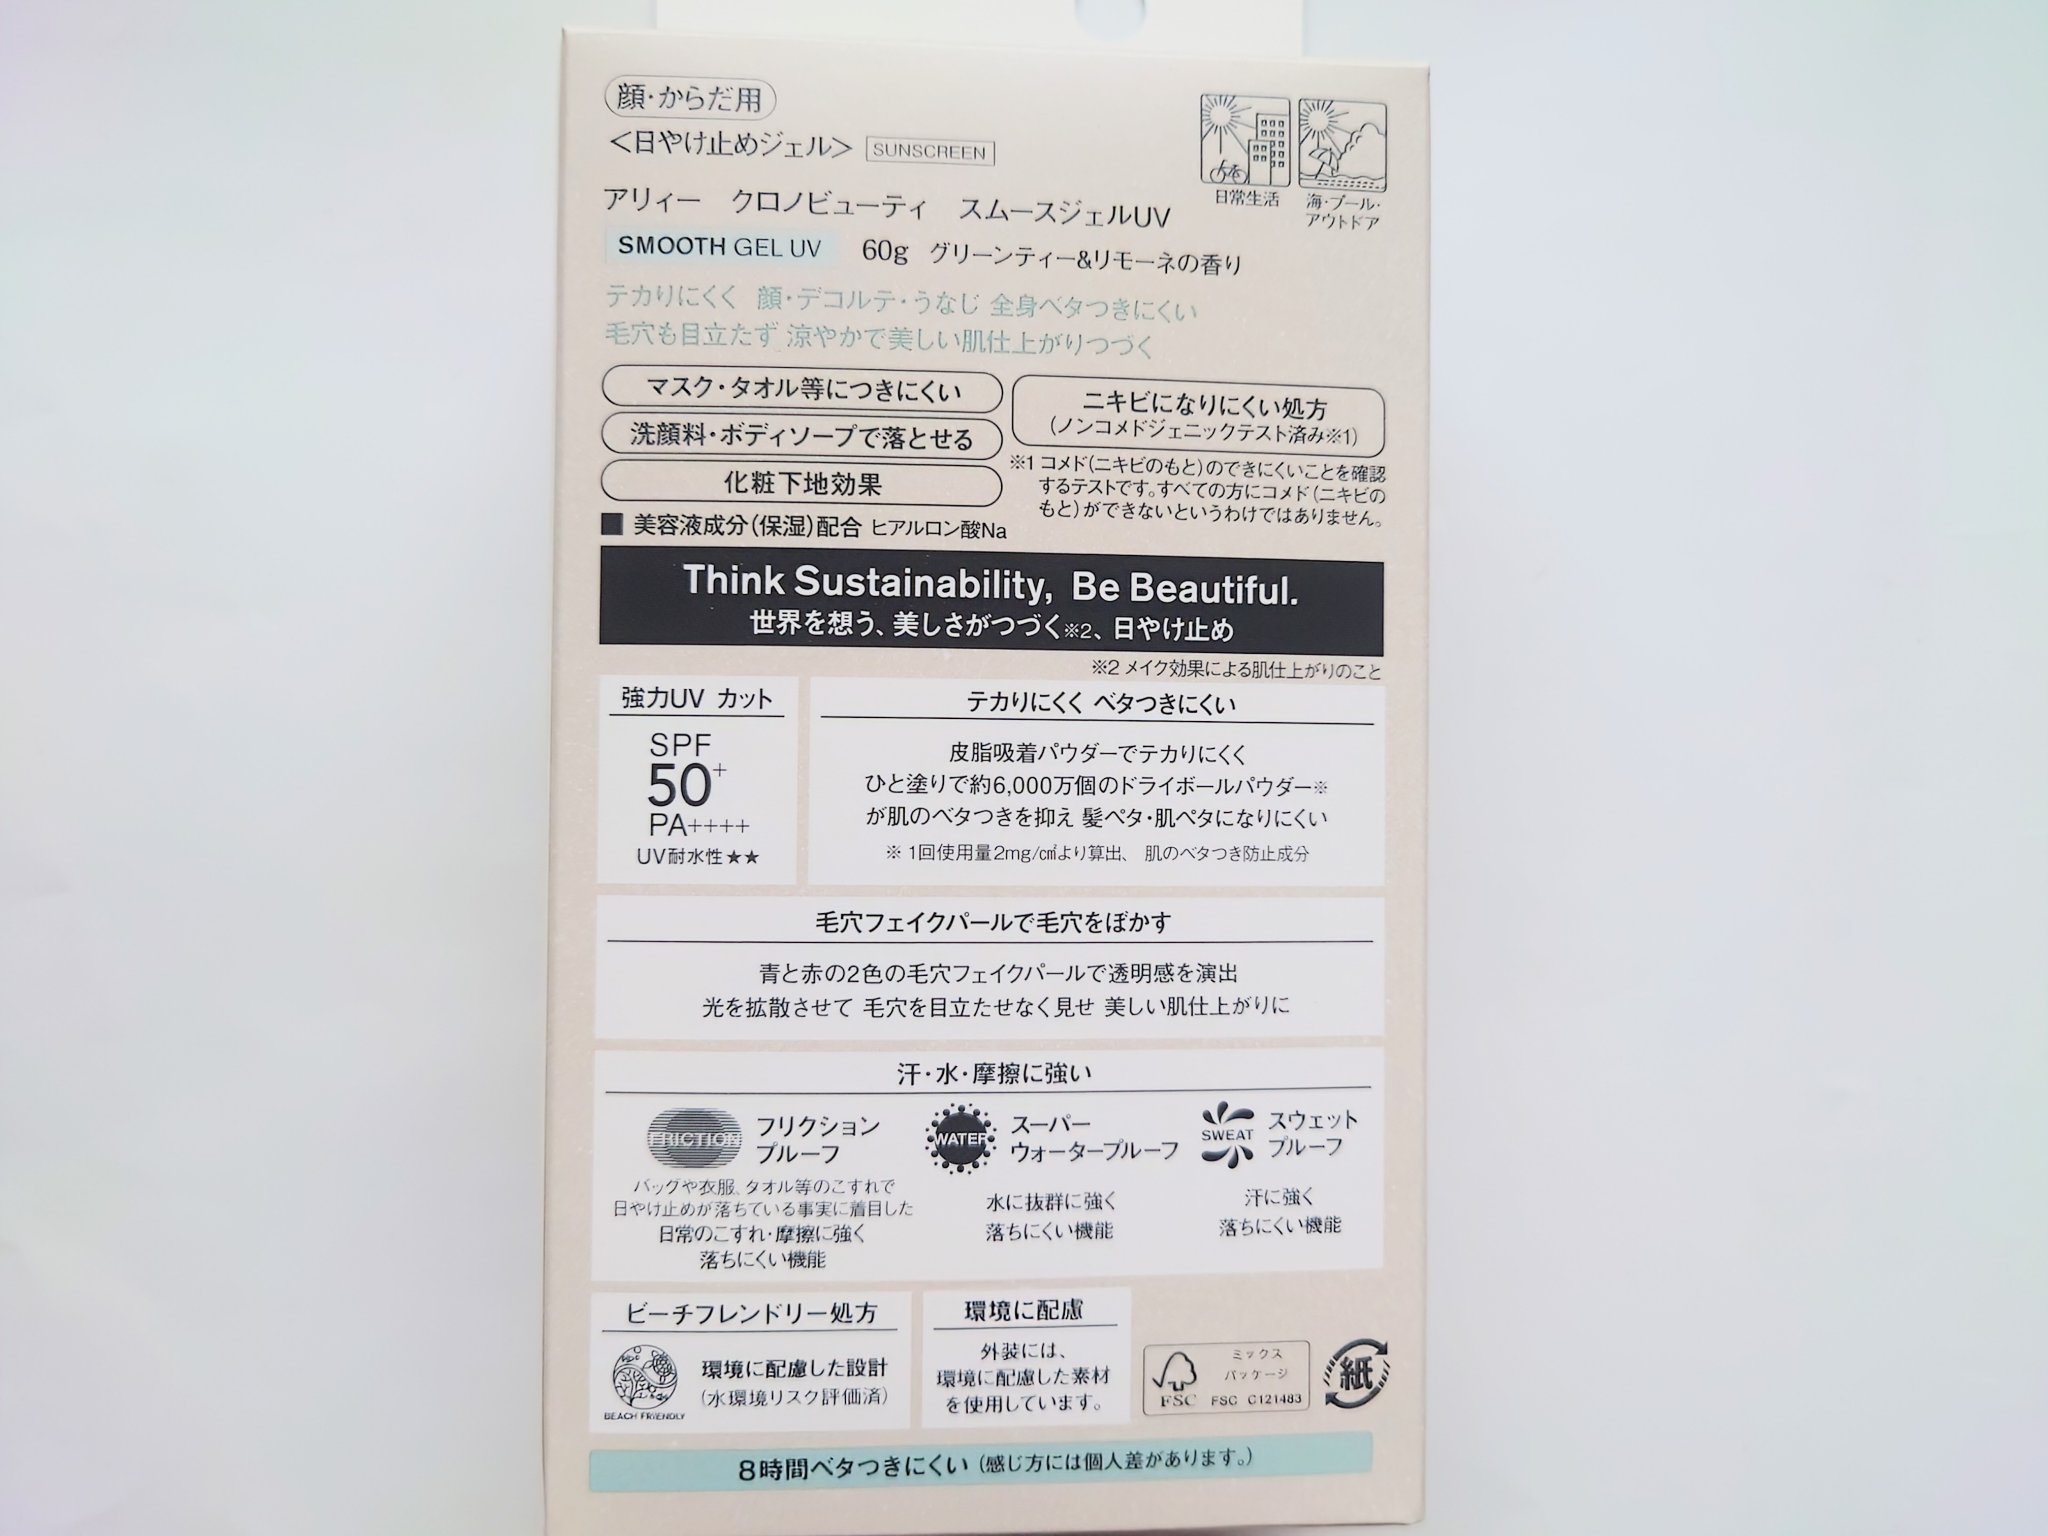 顔・からだ用
<日やけ止めジェル> SUNSCREEN
日常生活
海・プール・
アウトドア
アリィー クロノビューティ スムースジェルUV
SMOOTH GEL UV 60g グリーンティー&リモーネの香り
テカりにくく 顔・デコルテ・うなじ 全身ベタつきにくい
毛穴も目立たず 涼やかで美しい肌仕上がりつづく
マスク・タオル等につきにくい
洗顔料・ボディソープで落とせる
化粧下地効果
ニキビになりにくい処方
(ノンコメドジェニックテスト済み※1)
※1 コメド(ニキビのもと)のできにくいことを確認
するテストです。すべての方にコメド(ニキビの
もと)ができないというわけではありません。
■ 美容液成分(保湿)配合 ヒアルロン酸Na
Think Sustainability, Be Beautiful.
世界を想う、美しさがつづく※2、日やけ止め
※2 メイク効果による肌仕上がりのこと
強力UV カット
SPF
50+
PA++++
UV耐水性★★
テカりにくく ベタつきにくい
皮脂吸着パウダーでテカりにくく
ひと塗りで約6,000万個のドライボールパウダー※
が肌のベタつきを抑え 髪ペタ・肌ペタになりにくい
※ 1回使用量2mg/㎠より算出、 肌のベタつき防止成分
毛穴フェイクパールで毛穴をぼかす
青と赤の2色の毛穴フェイクパールで透明感を演出
光を拡散させて 毛穴を目立たせなく見せ 美しい肌仕上がりに
汗・水・摩擦に強い
FRICTION
フリクション
プルーフ
バッグや衣服、タオル等のこすれで
日やけ止めが落ちている事実に着目した
日常のこすれ・摩擦に強く
落ちにくい機能
WATER
スーパー
ウォータープルーフ
水に抜群に強く
落ちにくい機能
SWEAT
スウェット
プルーフ
汗に強く
落ちにくい機能
ビーチフレンドリー処方
BEACH FRIENDLY
環境に配慮した設計
(水環境リスク評価済)
環境に配慮
外装には、
環境に配慮した素材
を使用しています。
FSC
ミックス
パッケージ
FSC C121483
紙
8時間ベタつきにくい (感じ方には個人差があります。)